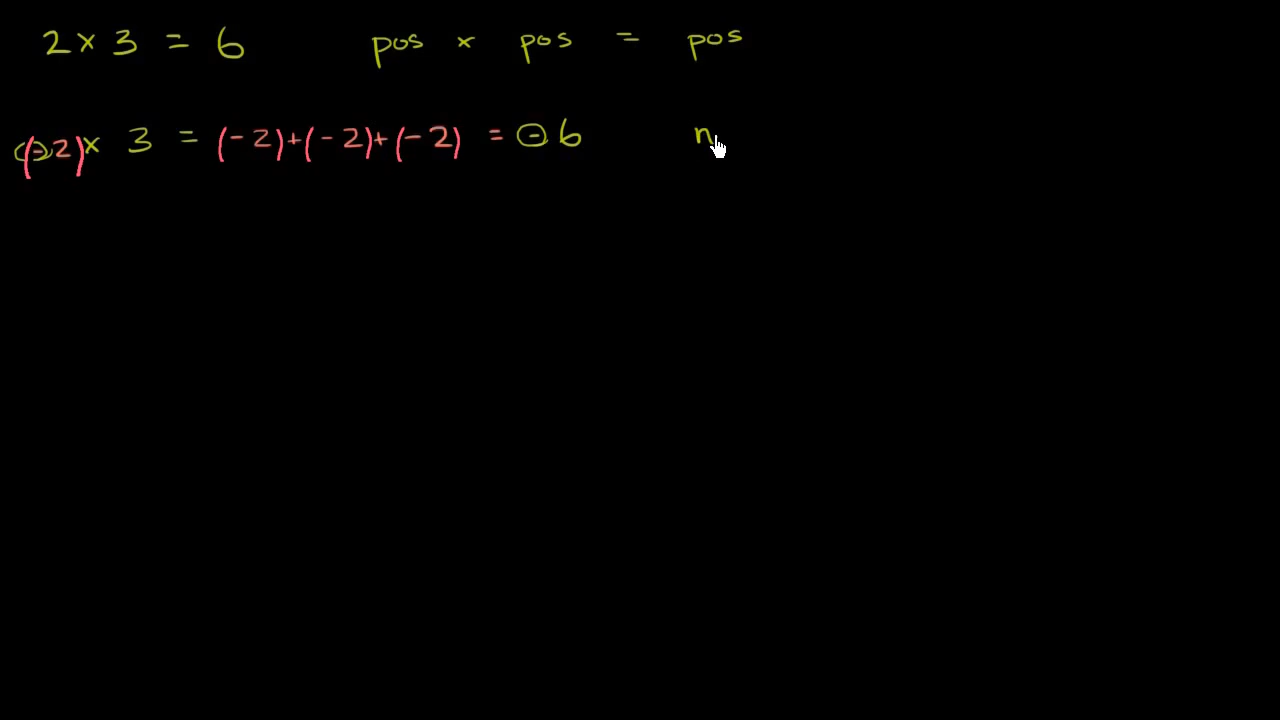 2 × 3 = 6 pos × pos = pos
(-2) × 3 = (-2)+(-2)+(-2) = -6 n